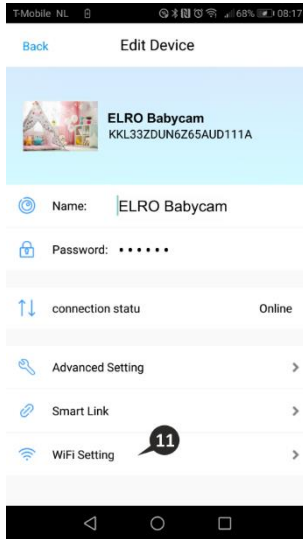 T-Mobile NL 68% 08:17
Back Edit Device
ELRO Babycam
KKL33ZDUN6Z65AUD111A
Name: ELRO Babycam
Password: ••••••
connection statu Online
Advanced Setting
Smart Link
WiFi Setting
11